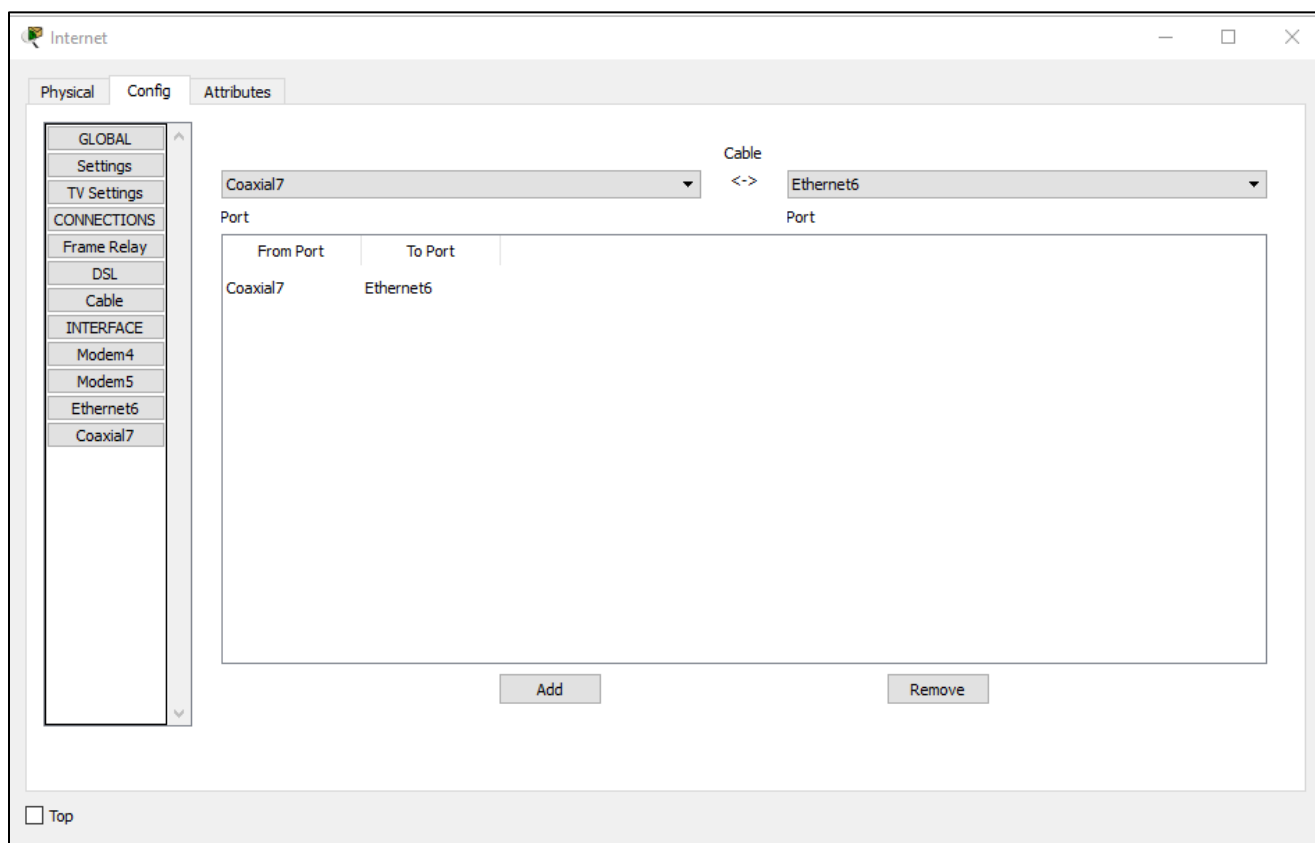 Internet
Physical Config Attributes
GLOBAL
Settings
TV Settings
CONNECTIONS
Frame Relay
DSL
Cable
INTERFACE
Modem4
Modem5
Ethernet6
Coaxial7
Cable
Coaxial7 <-> Ethernet6
Port Port
From Port To Port
Coaxial7 Ethernet6
Add Remove
Top